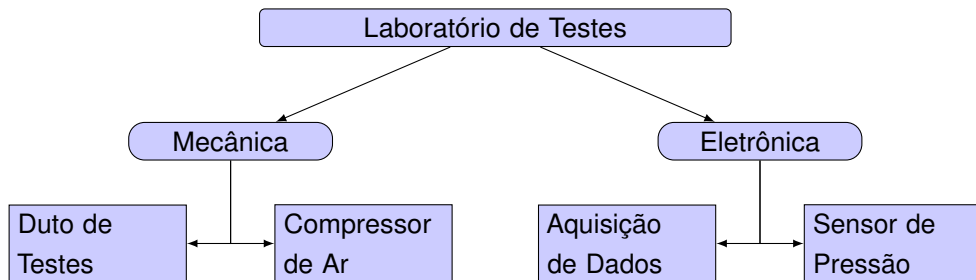 Laboratório de Testes
Mecânica
Eletrônica
Duto de
Testes
Compressor
de Ar
Aquisição
de Dados
Sensor de
Pressão